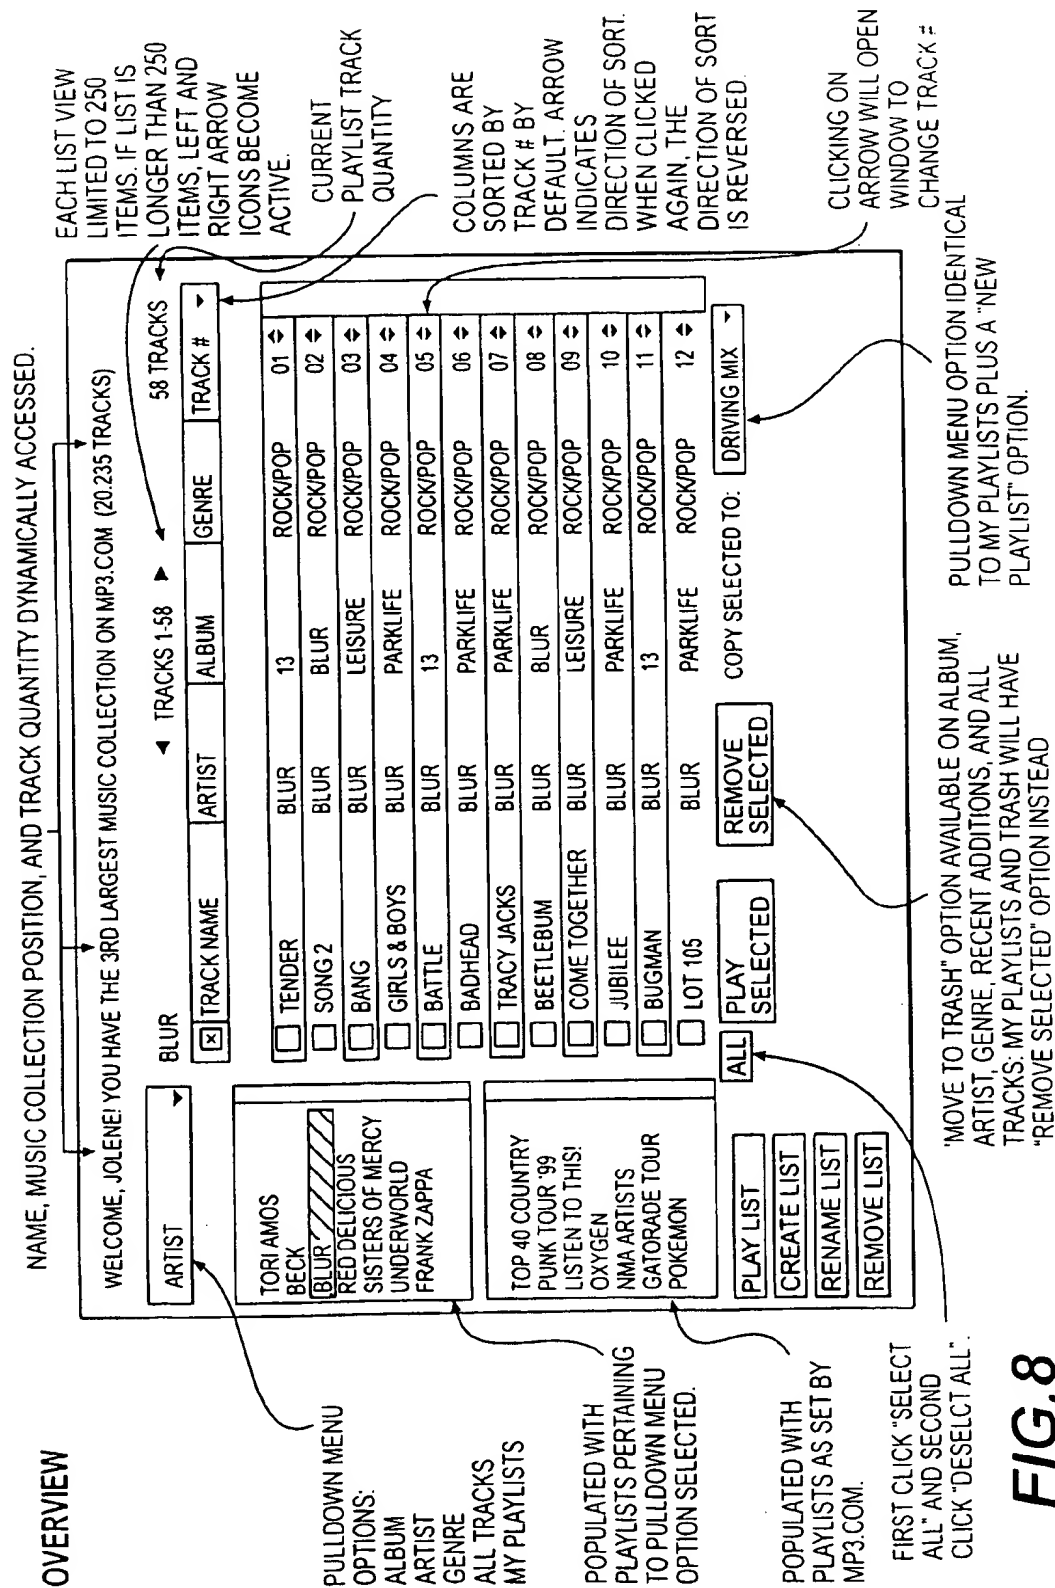 OVERVIEW
NAME, MUSIC COLLECTION POSITION, AND TRACK QUANTITY DYNAMICALLY ACCESSED.
WELCOME, JOLENE! YOU HAVE THE 3RD LARGEST MUSIC COLLECTION ON MP3.COM (20.235 TRACKS)
ARTIST
BLUR
TRACKS 1-58
58 TRACKS
TRACK NAME ARTIST ALBUM GENRE TRACK #
TENDER BLUR 13 ROCK/POP 01
SONG 2 BLUR BLUR ROCK/POP 02
BANG BLUR LEISURE ROCK/POP 03
GIRLS & BOYS BLUR PARKLIFE ROCK/POP 04
BATTLE BLUR 13 ROCK/POP 05
BADHEAD BLUR PARKLIFE ROCK/POP 06
TRACY JACKS BLUR PARKLIFE ROCK/POP 07
BEETLEBUM BLUR BLUR ROCK/POP 08
COME TOGETHER BLUR LEISURE ROCK/POP 09
JUBILEE BLUR PARKLIFE ROCK/POP 10
BUGMAN BLUR 13 ROCK/POP 11
LOT 105 BLUR PARKLIFE ROCK/POP 12
TORI AMOS
BECK
BLUR
RED DELICIOUS
SISTERS OF MERCY
UNDERWORLD
FRANK ZAPPA
TOP 40 COUNTRY
PUNK TOUR '99
LISTEN TO THIS!
OXYGEN
NMA ARTISTS
GATORADE TOUR
POKEMON
PLAY LIST
CREATE LIST
RENAME LIST
REMOVE LIST
ALL
PLAY
SELECTED
REMOVE
SELECTED
COPY SELECTED TO:
DRIVING MIX
PULLDOWN MENU
OPTIONS:
ALBUM
ARTIST
GENRE
ALL TRACKS
MY PLAYLISTS
POPULATED WITH
PLAYLISTS PERTAINING
TO PULLDOWN MENU
OPTION SELECTED.
POPULATED WITH
PLAYLISTS AS SET BY
MP3.COM.
FIRST CLICK "SELECT
ALL" AND SECOND
CLICK "DESELCT ALL".
EACH LIST VIEW
LIMITED TO 250
ITEMS. IF LIST IS
LONGER THAN 250
ITEMS, LEFT AND
RIGHT ARROW
ICONS BECOME
ACTIVE.
CURRENT
PLAYLIST TRACK
QUANTITY
COLUMNS ARE
SORTED BY
TRACK # BY
DEFAULT. ARROW
INDICATES
DIRECTION OF SORT.
WHEN CLICKED
AGAIN, THE
DIRECTION OF SORT
IS REVERSED.
CLICKING ON
ARROW WILL OPEN
WINDOW TO
CHANGE TRACK #
PULLDOWN MENU OPTION IDENTICAL
TO MY PLAYLISTS PLUS A "NEW
PLAYLIST" OPTION.
'MOVE TO TRASH" OPTION AVAILABLE ON ALBUM,
ARTIST, GENRE, RECENT ADDITIONS, AND ALL
TRACKS: MY PLAYLISTS AND TRASH WILL HAVE
"REMOVE SELECTED" OPTION INSTEAD
FIG. 8